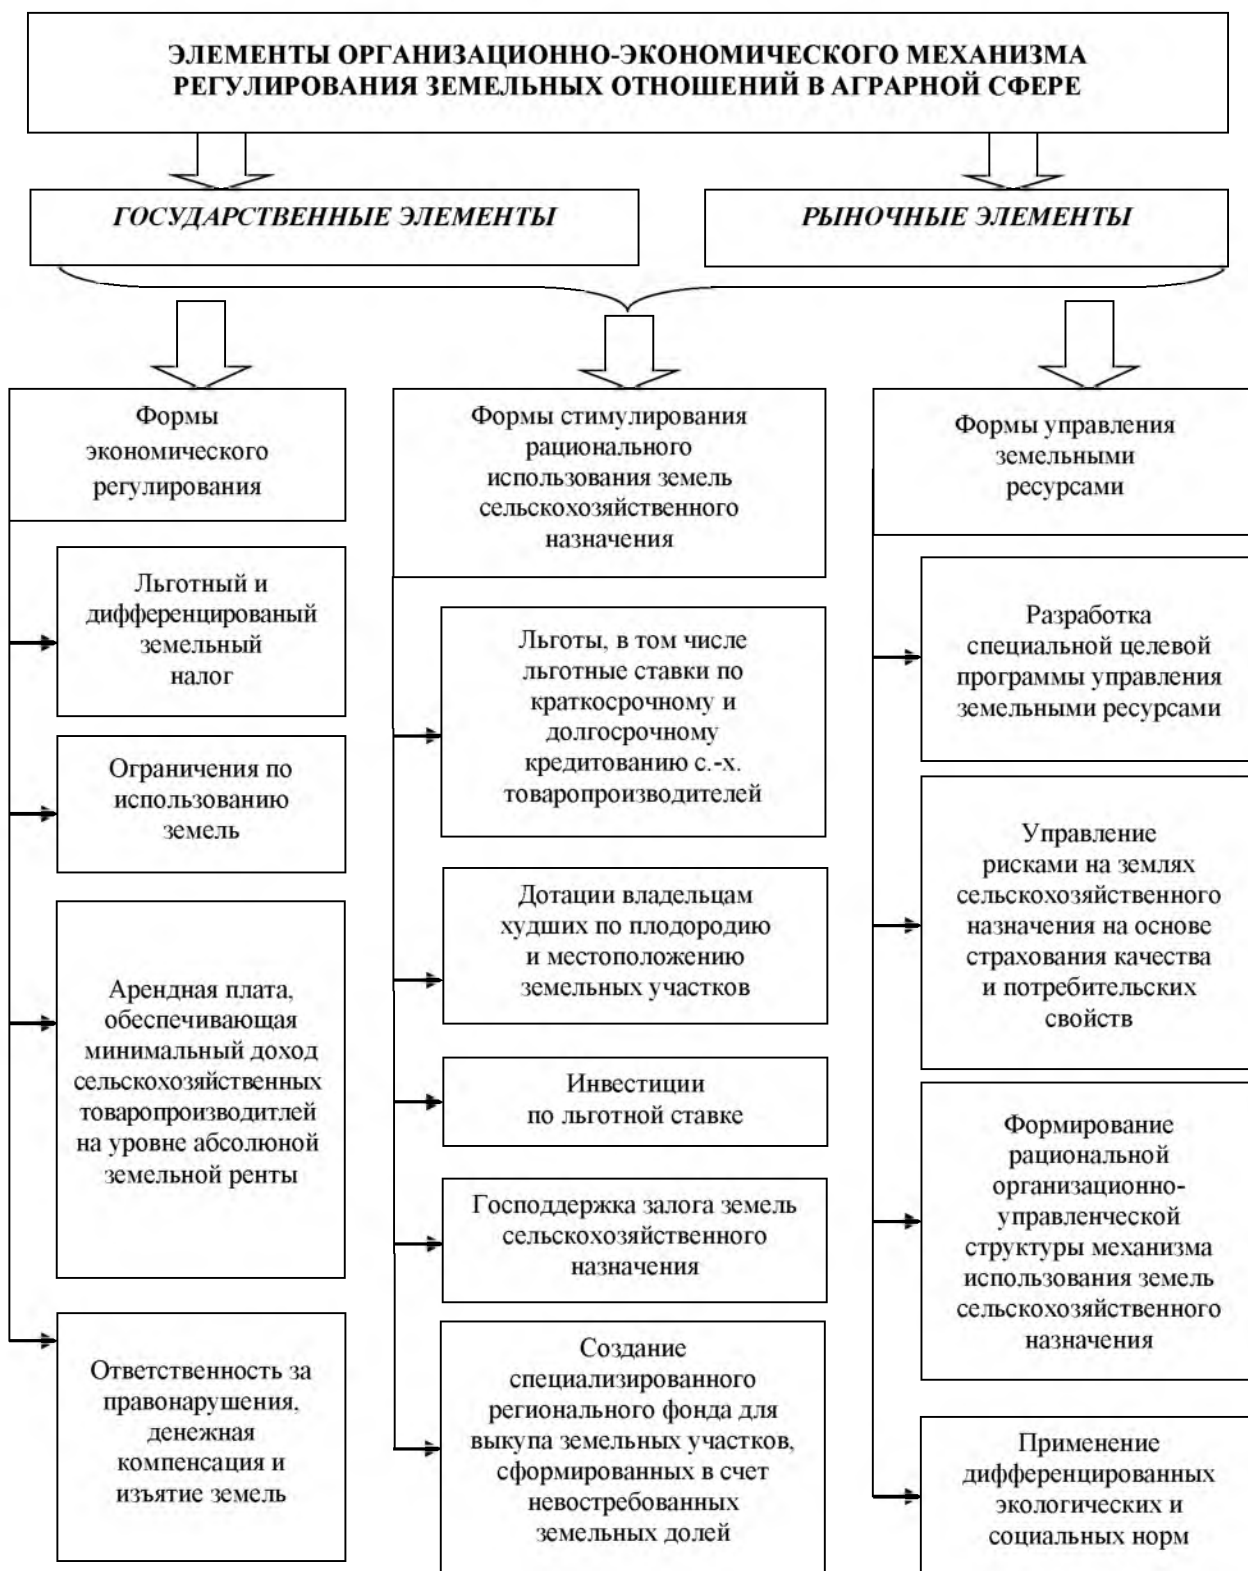 ЭЛЕМЕНТЫ ОРГАНИЗАЦИОННО-ЭКОНОМИЧЕСКОГО МЕХАНИЗМА
РЕГУЛИРОВАНИЯ ЗЕМЕЛЬНЫХ ОТНОШЕНИЙ В АГРАРНОЙ СФЕРЕ
ГОСУДАРСТВЕННЫЕ ЭЛЕМЕНТЫ
РЫНОЧНЫЕ ЭЛЕМЕНТЫ
Формы
экономического
регулирования
Льготный и
дифференцированый
земельный
налог
Ограничения по
использованию
земель
Арендная плата,
обеспечивающая
минимальный доход
сельскохозяйственных
товаропроизводитлей
на уровне абсолюной
земельной ренты
Ответственность за
правонарушения,
денежная
компенсация и
изъятие земель
Формы стимулирования
рационального
использования земель
сельскохозяйственного
назначения
Льготы, в том числе
льготные ставки по
краткосрочному и
долгосрочному
кредитованию с.-х.
товаропроизводителей
Дотации владельцам
худших по плодородию
и местоположению
земельных участков
Инвестиции
по льготной ставке
Господдержка залога земель
сельскохозяйственного
назначения
Создание
специализированного
регионального фонда для
выкупа земельных участков,
сформированных в счет
невостребованных
земельных долей
Формы управления
земельными
ресурсами
Разработка
специальной целевой
программы управления
земельными ресурсами
Управление
рисками на землях
сельскохозяйственного
назначения на основе
страхования качества
и потребительских
свойств
Формирование
рациональной
организационно-
управленческой
структуры механизма
использования земель
сельскохозяйственного
назначения
Применение
дифференцированных
экологических и
социальных норм